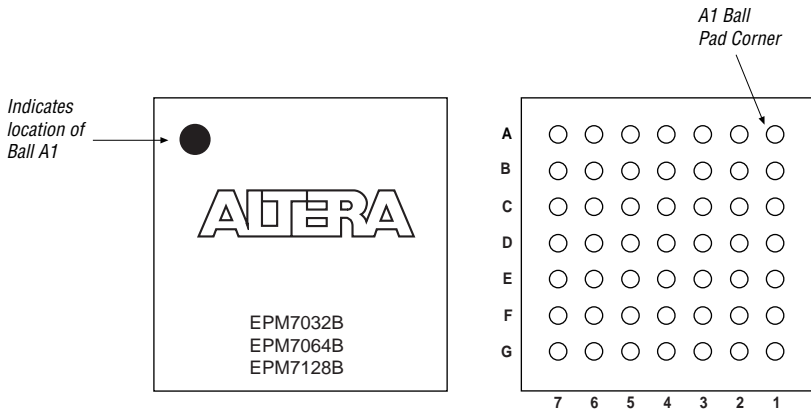 A1 Ball
Pad Corner
Indicates
location of
Ball A1
ALTERA
EPM7032B
EPM7064B
EPM7128B
A
B
C
D
E
F
G
7 6 5 4 3 2 1